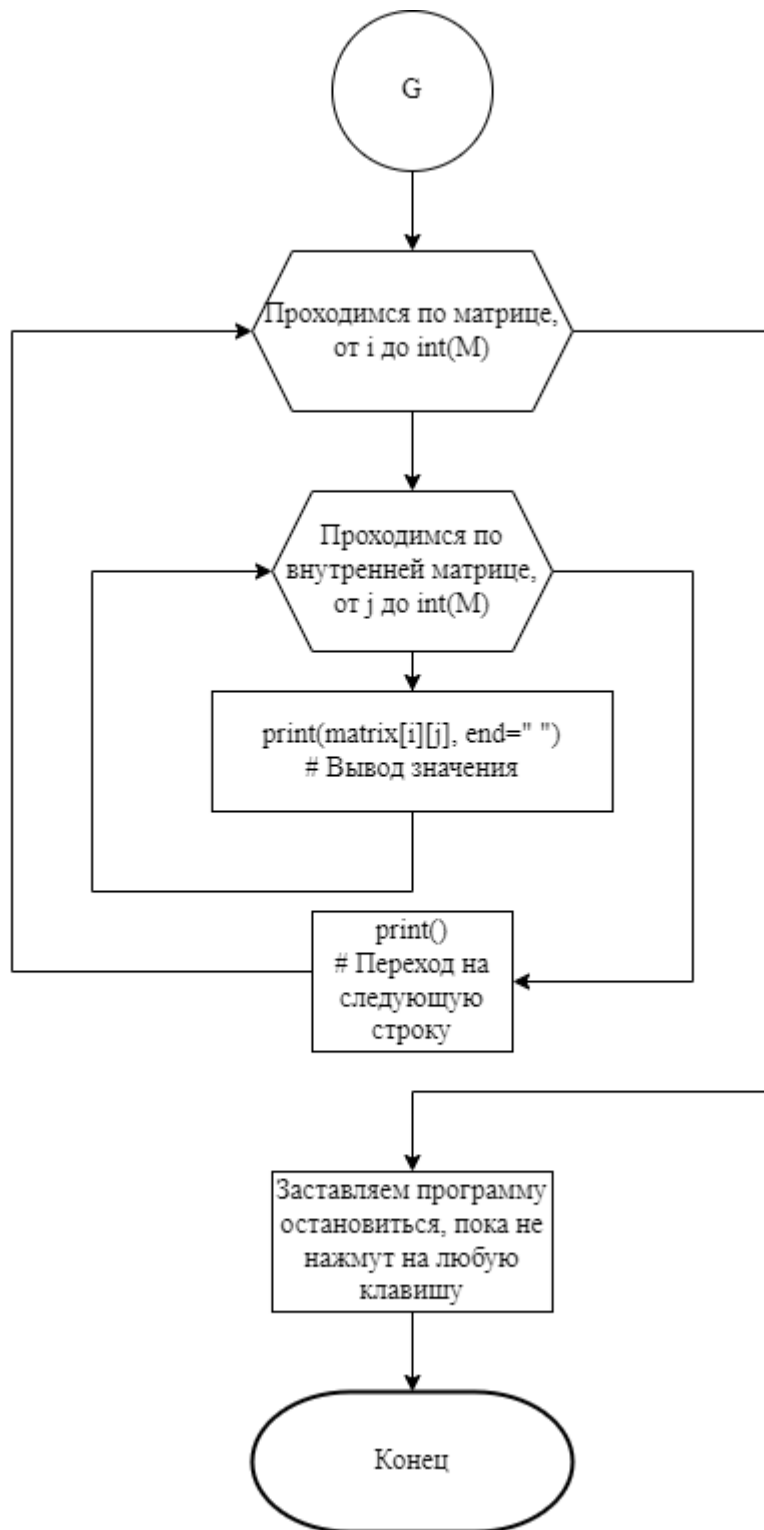 G
Проходимся по матрице,
от i до int(M)
Проходимся по
внутренней матрице,
от j до int(M)
print(matrix[i][j], end=" ")
# Вывод значения
print()
# Переход на
следующую
строку
Заставляем программу
остановиться, пока не
нажмут на любую
клавишу
Конец